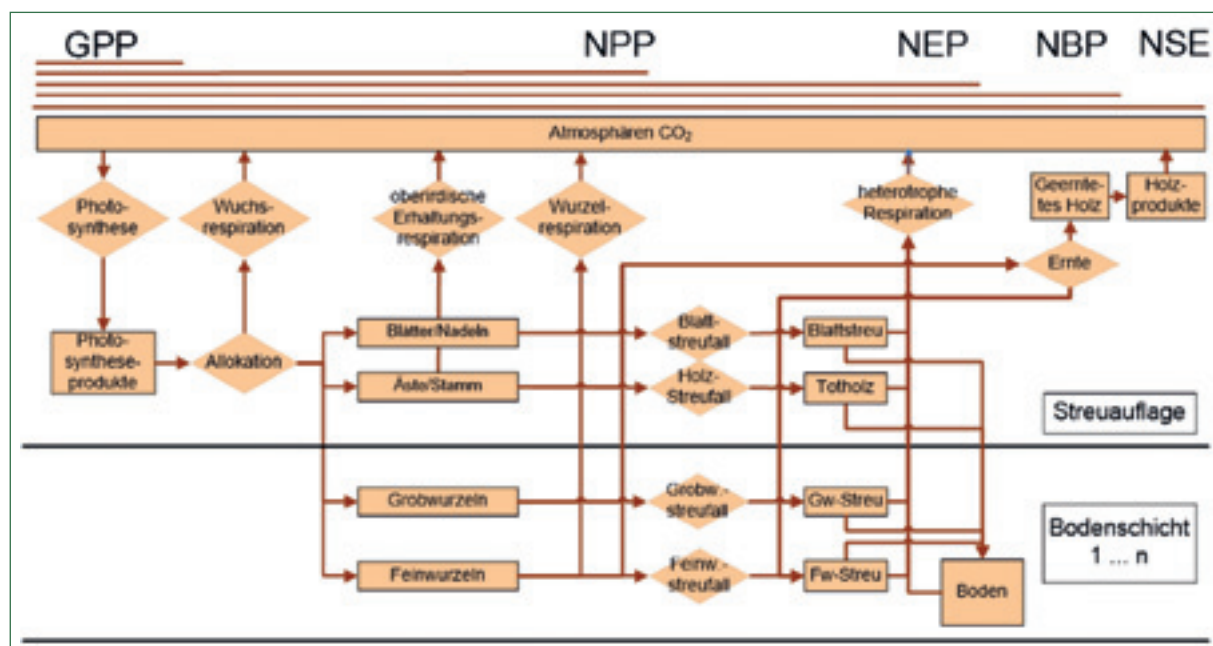 GPP NPP NEP NBP NSE
Atmosphären CO₂
Photo-
synthese
Wuchs-
respiration
oberirdische
Erhaltungs-
respiration
Wurzel-
respiration
heterotrophe
Respiration
Geernte-
tes Holz
Holz-
produkte
Ernte
Photo-
synthese-
produkte
Allokation
Blätter/Nadeln
Blatt-
streufall
Blattstreu
Äste/Stamm
Holz-
Streufall
Totholz
Streuauflage
Grobwurzeln
Grobw.-
streufall
Gw-Streu
Bodenschicht
1 ... n
Feinwurzeln
Feinw.-
streufall
Fw-Streu
Boden